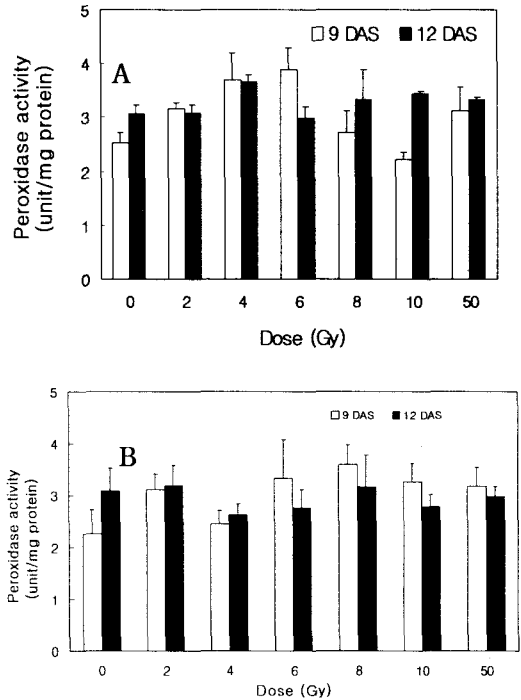 5
4
3
2
1
0
Peroxidase activity
(unit/mg protein)
A
9 DAS
12 DAS
0 2 4 6 8 10 50
Dose (Gy)
5
4
3
2
1
0
Peroxidase activity
(unit/mg protein)
B
9 DAS
12 DAS
0 2 4 6 8 10 50
Dose (Gy)